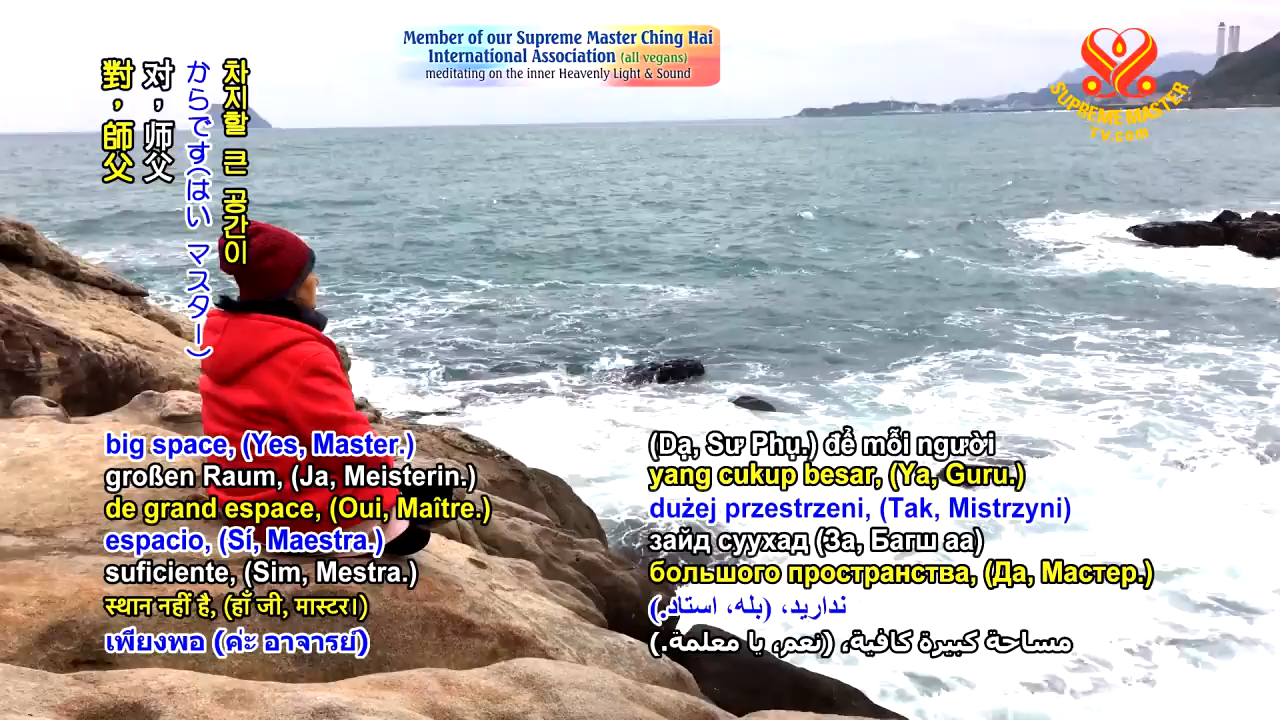 Member of our Supreme Master Ching Hai
International Association (all vegans)
meditating on the inner Heavenly Light & Sound
SUPREME MASTER
TV.com
對，師父
对，师父
からです(はい マスター)
차지할 큰 공간이
big space, (Yes, Master.)
großen Raum, (Ja, Meisterin.)
de grand espace, (Oui, Maître.)
espacio, (Sí, Maestra.)
suficiente, (Sim, Mestra.)
स्थान नहीं है, (हाँ जी, मास्टर।)
เพียงพอ (ค่ะ อาจารย์)
(Dạ, Sư Phụ.) để mỗi người
yang cukup besar, (Ya, Guru.)
dużej przestrzeni, (Tak, Mistrzyni)
зайд суухад (За, Багш аа)
большого пространства, (Да, Мастер.)
ندارید، (بله، استاد.)
مساحة كبيرة كافية، (نعم، يا معلمة.)